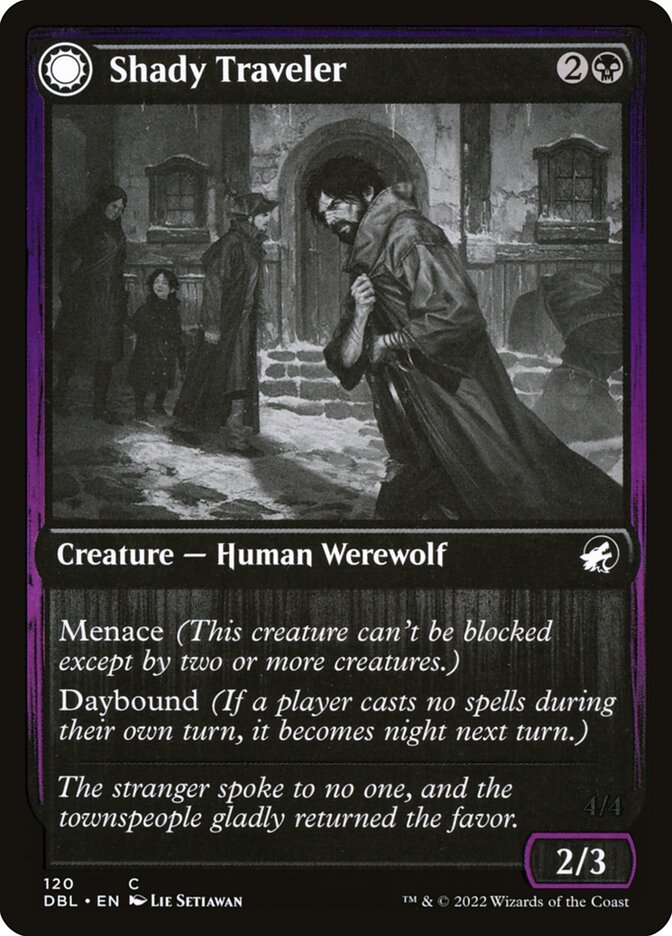 Shady Traveler 2
Creature — Human Werewolf
Menace (This creature can't be blocked
except by two or more creatures.)
Daybound (If a player casts no spells during
their own turn, it becomes night next turn.)
The stranger spoke to no one, and the
townspeople gladly returned the favor.
4/4
2/3
120 C
DBL • EN Lie Setiawan ™ & © 2022 Wizards of the Coast